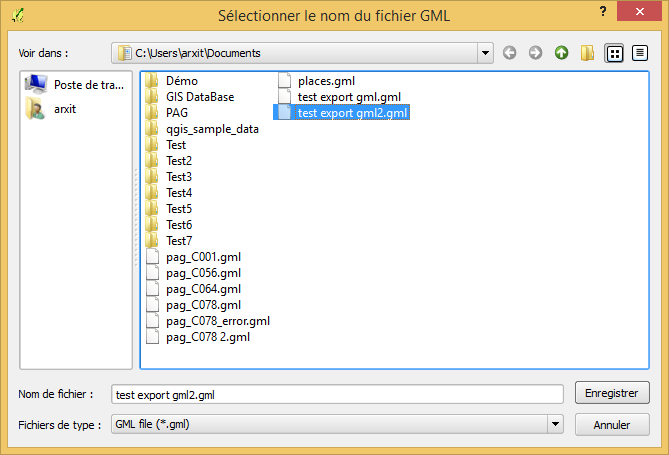 Sélectionner le nom du fichier GML
?
Voir dans :
C:\Users\arxit\Documents
Poste de tra...
arxit
Démo
GIS DataBase
PAG
qgis_sample_data
Test
Test2
Test3
Test4
Test5
Test6
Test7
pag_C001.gml
pag_C056.gml
pag_C064.gml
pag_C078.gml
pag_C078_error.gml
pag_C078 2.gml
places.gml
test export gml.gml
test export gml2.gml
Nom de fichier :
test export gml2.gml
Enregistrer
Fichiers de type :
GML file (*.gml)
Annuler